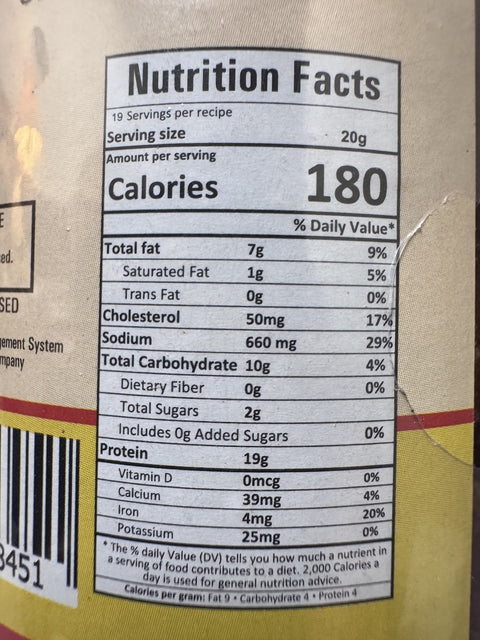 Nutrition Facts
19 Servings per recipe
Serving size 20g
Amount per serving
Calories 180
% Daily Value*
Total fat 7g 9%
Saturated Fat 1g 5%
Trans Fat 0g 0%
Cholesterol 50mg 17%
Sodium 660 mg 29%
Total Carbohydrate 10g 4%
Dietary Fiber 0g 0%
Total Sugars 2g
Includes 0g Added Sugars 0%
Protein 19g
Vitamin D 0mcg 0%
Calcium 39mg 4%
Iron 4mg 20%
Potassium 25mg 0%
* The % daily Value (DV) tells you how much a nutrient in
a serving of food contributes to a diet. 2,000 Calories a
day is used for general nutrition advice.
Calories per gram: Fat 9 • Carbohydrate 4 • Protein 4
E
ed.
SED
gement System
mpany
3451